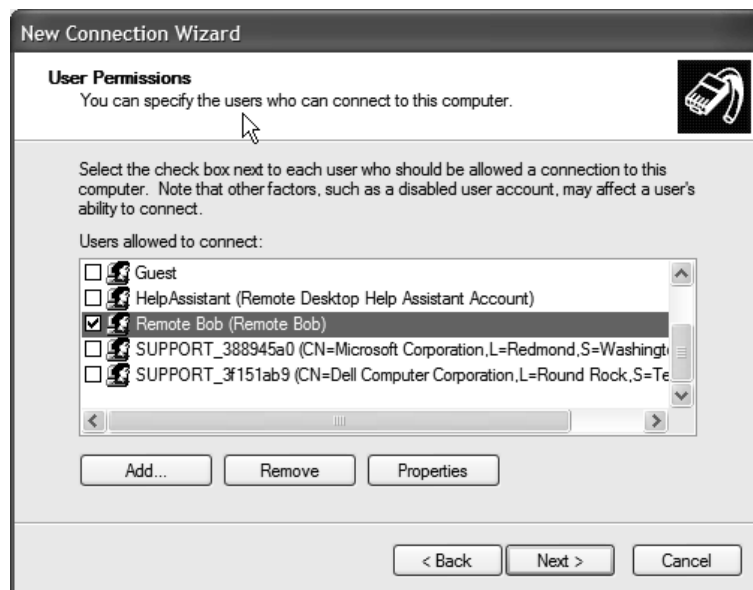 New Connection Wizard
User Permissions
You can specify the users who can connect to this computer.
Select the check box next to each user who should be allowed a connection to this
computer. Note that other factors, such as a disabled user account, may affect a user's
ability to connect.
Users allowed to connect:
Guest
HelpAssistant (Remote Desktop Help Assistant Account)
Remote Bob (Remote Bob)
SUPPORT_388945a0 (CN=Microsoft Corporation,L=Redmond,S=Washingt
SUPPORT_3f151ab9 (CN=Dell Computer Corporation,L=Round Rock,S=Te
Add... Remove Properties
< Back Next > Cancel